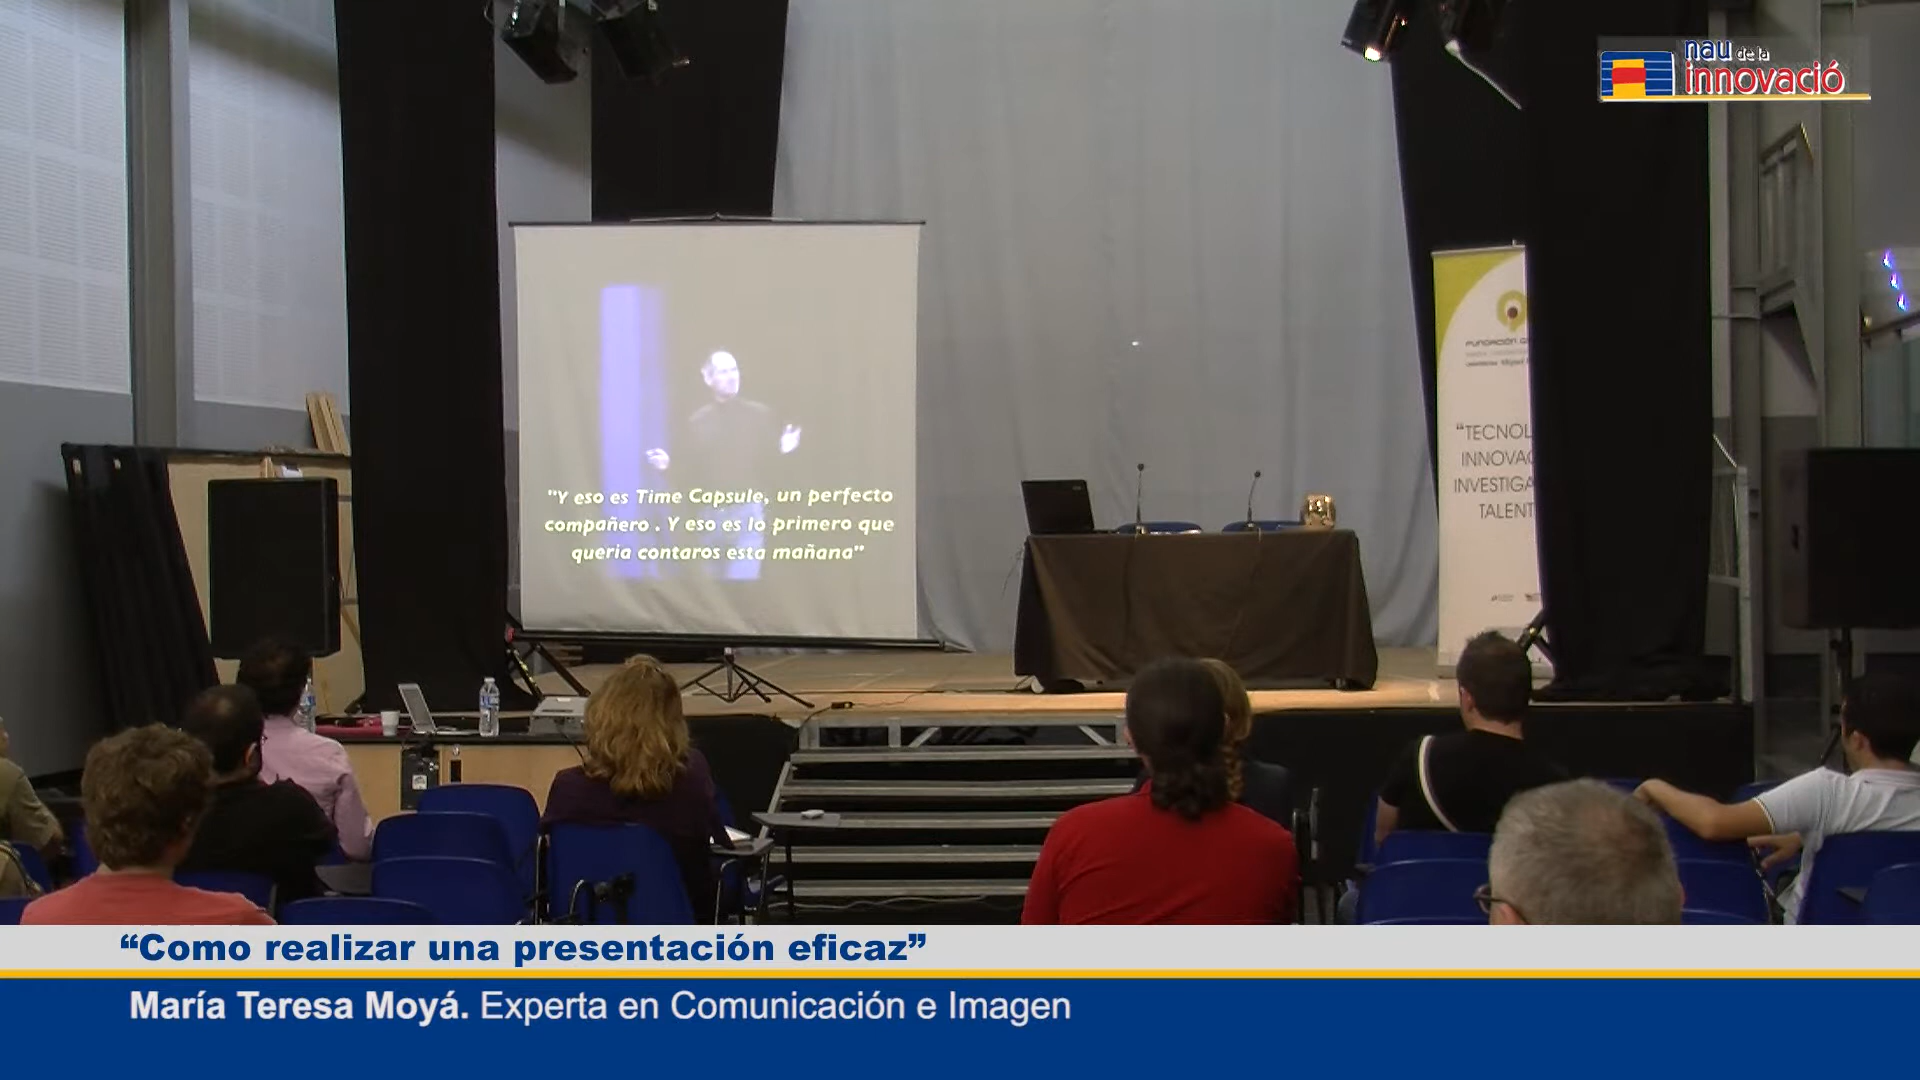 nau de la
innovació
"Y eso es Time Capsule, un perfecto
compañero . Y eso es lo primero que
queria contaros esta mañana"
FUNDACIÓN
“TECNOL
INNOVAC
INVESTIGA
TALENT
“Como realizar una presentación eficaz”
María Teresa Moyá. Experta en Comunicación e Imagen